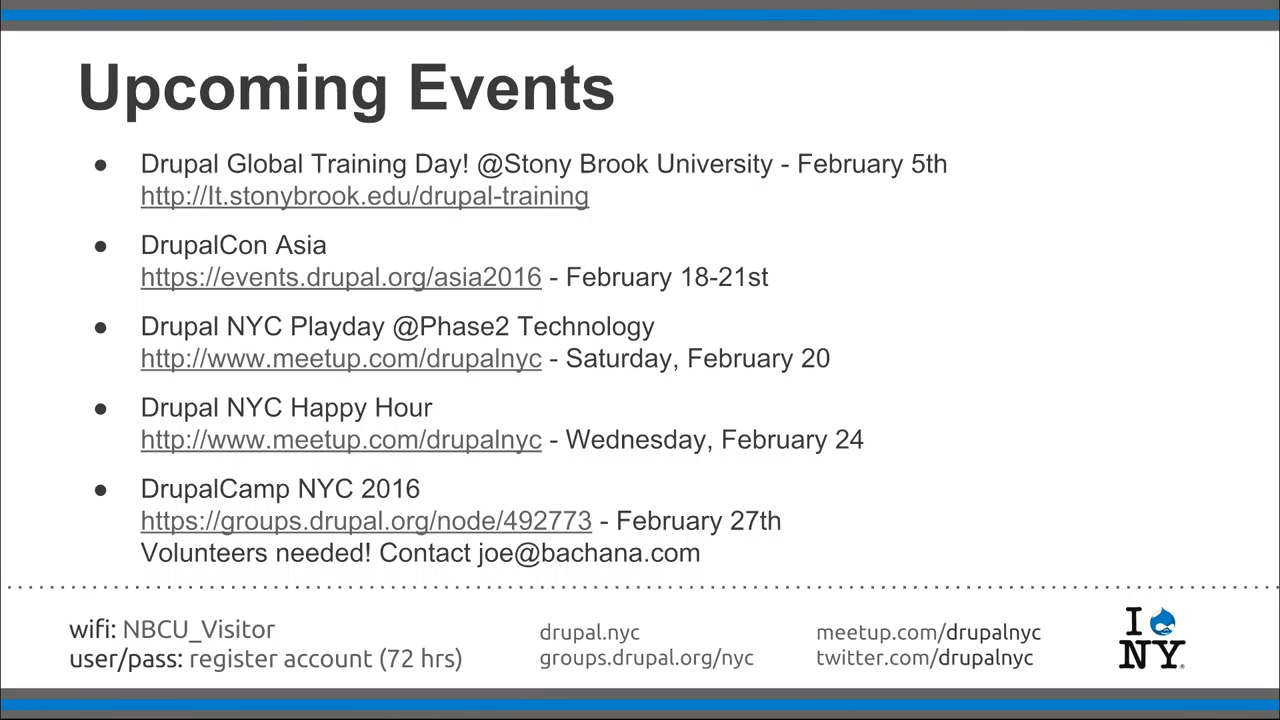 Upcoming Events
● Drupal Global Training Day! @Stony Brook University - February 5th
http://lt.stonybrook.edu/drupal-training
● DrupalCon Asia
https://events.drupal.org/asia2016 - February 18-21st
● Drupal NYC Playday @Phase2 Technology
http://www.meetup.com/drupalnyc - Saturday, February 20
● Drupal NYC Happy Hour
http://www.meetup.com/drupalnyc - Wednesday, February 24
● DrupalCamp NYC 2016
https://groups.drupal.org/node/492773 - February 27th
Volunteers needed! Contact joe@bachana.com
wifi: NBCU_Visitor
user/pass: register account (72 hrs)
drupal.nyc
groups.drupal.org/nyc
meetup.com/drupalnyc
twitter.com/drupalnyc
I
NY®